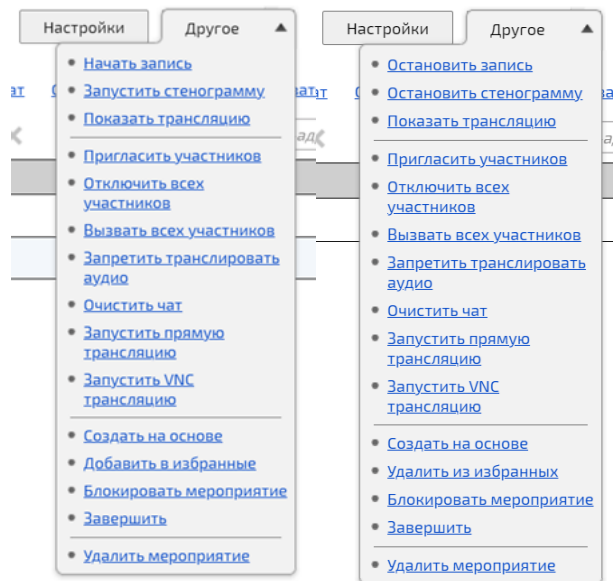 Настройки
Другое
Начать запись
Запустить стенограмму
Показать трансляцию
Пригласить участников
Отключить всех
участников
Вызвать всех участников
Запретить транслировать
аудио
Очистить чат
Запустить прямую
трансляцию
Запустить VNC
трансляцию
Создать на основе
Добавить в избранные
Блокировать мероприятие
Завершить
Удалить мероприятие
Настройки
Другое
Остановить запись
Остановить стенограмму
Показать трансляцию
Пригласить участников
Отключить всех
участников
Вызвать всех участников
Запретить транслировать
аудио
Очистить чат
Запустить прямую
трансляцию
Запустить VNC
трансляцию
Создать на основе
Удалить из избранных
Блокировать мероприятие
Завершить
Удалить мероприятие